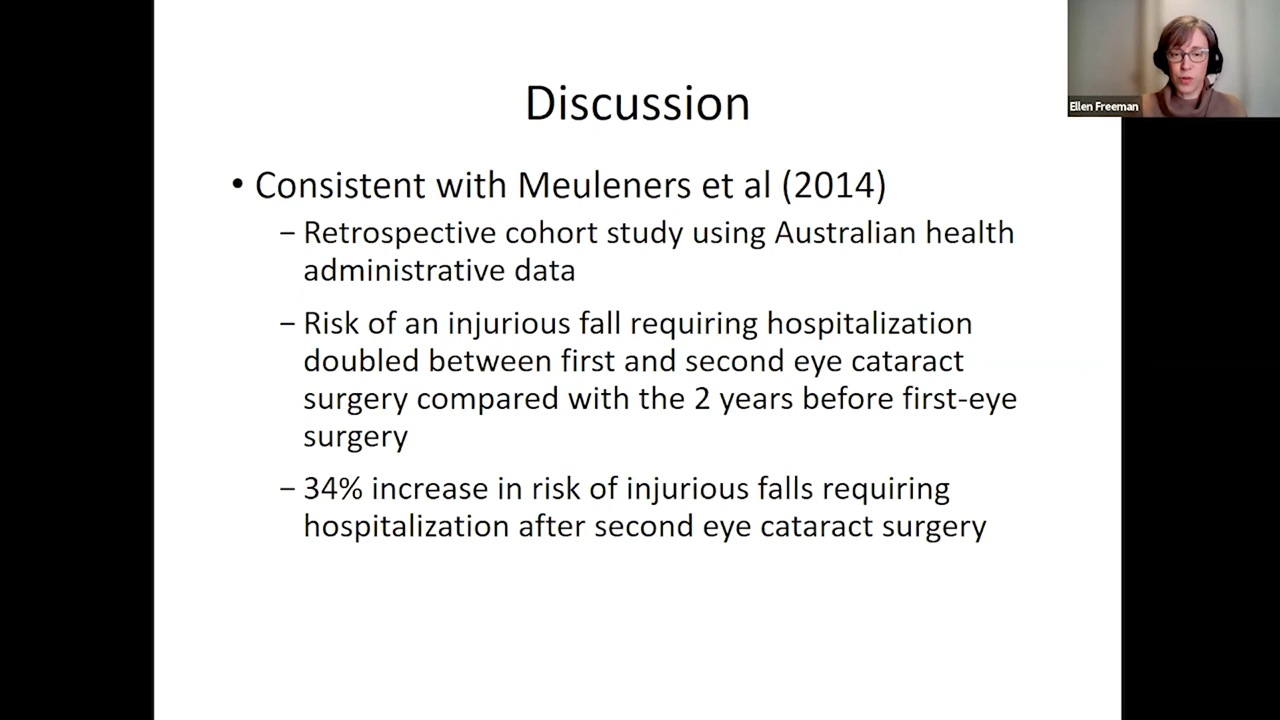 Discussion
• Consistent with Meuleners et al (2014)
– Retrospective cohort study using Australian health
administrative data
– Risk of an injurious fall requiring hospitalization
doubled between first and second eye cataract
surgery compared with the 2 years before first-eye
surgery
– 34% increase in risk of injurious falls requiring
hospitalization after second eye cataract surgery
Ellen Freeman